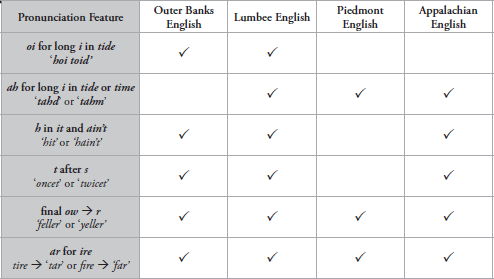 Pronunciation Feature
Outer Banks
English
Lumbee English
Piedmont
English
Appalachian
English
oi for long i in tide
‘hoi toid’
✓ ✓
ah for long i in tide or time
‘tahd’ or ‘tahm’
✓ ✓ ✓
h in it and ain’t
‘hit’ or ‘hain’t’
✓ ✓ ✓
t after s
‘oncet’ or ‘twicet’
✓ ✓ ✓
final ow → r
‘feller’ or ‘yeller’
✓ ✓ ✓ ✓
ar for ire
tire → ‘tar’ or fire → ‘far’
✓ ✓ ✓ ✓